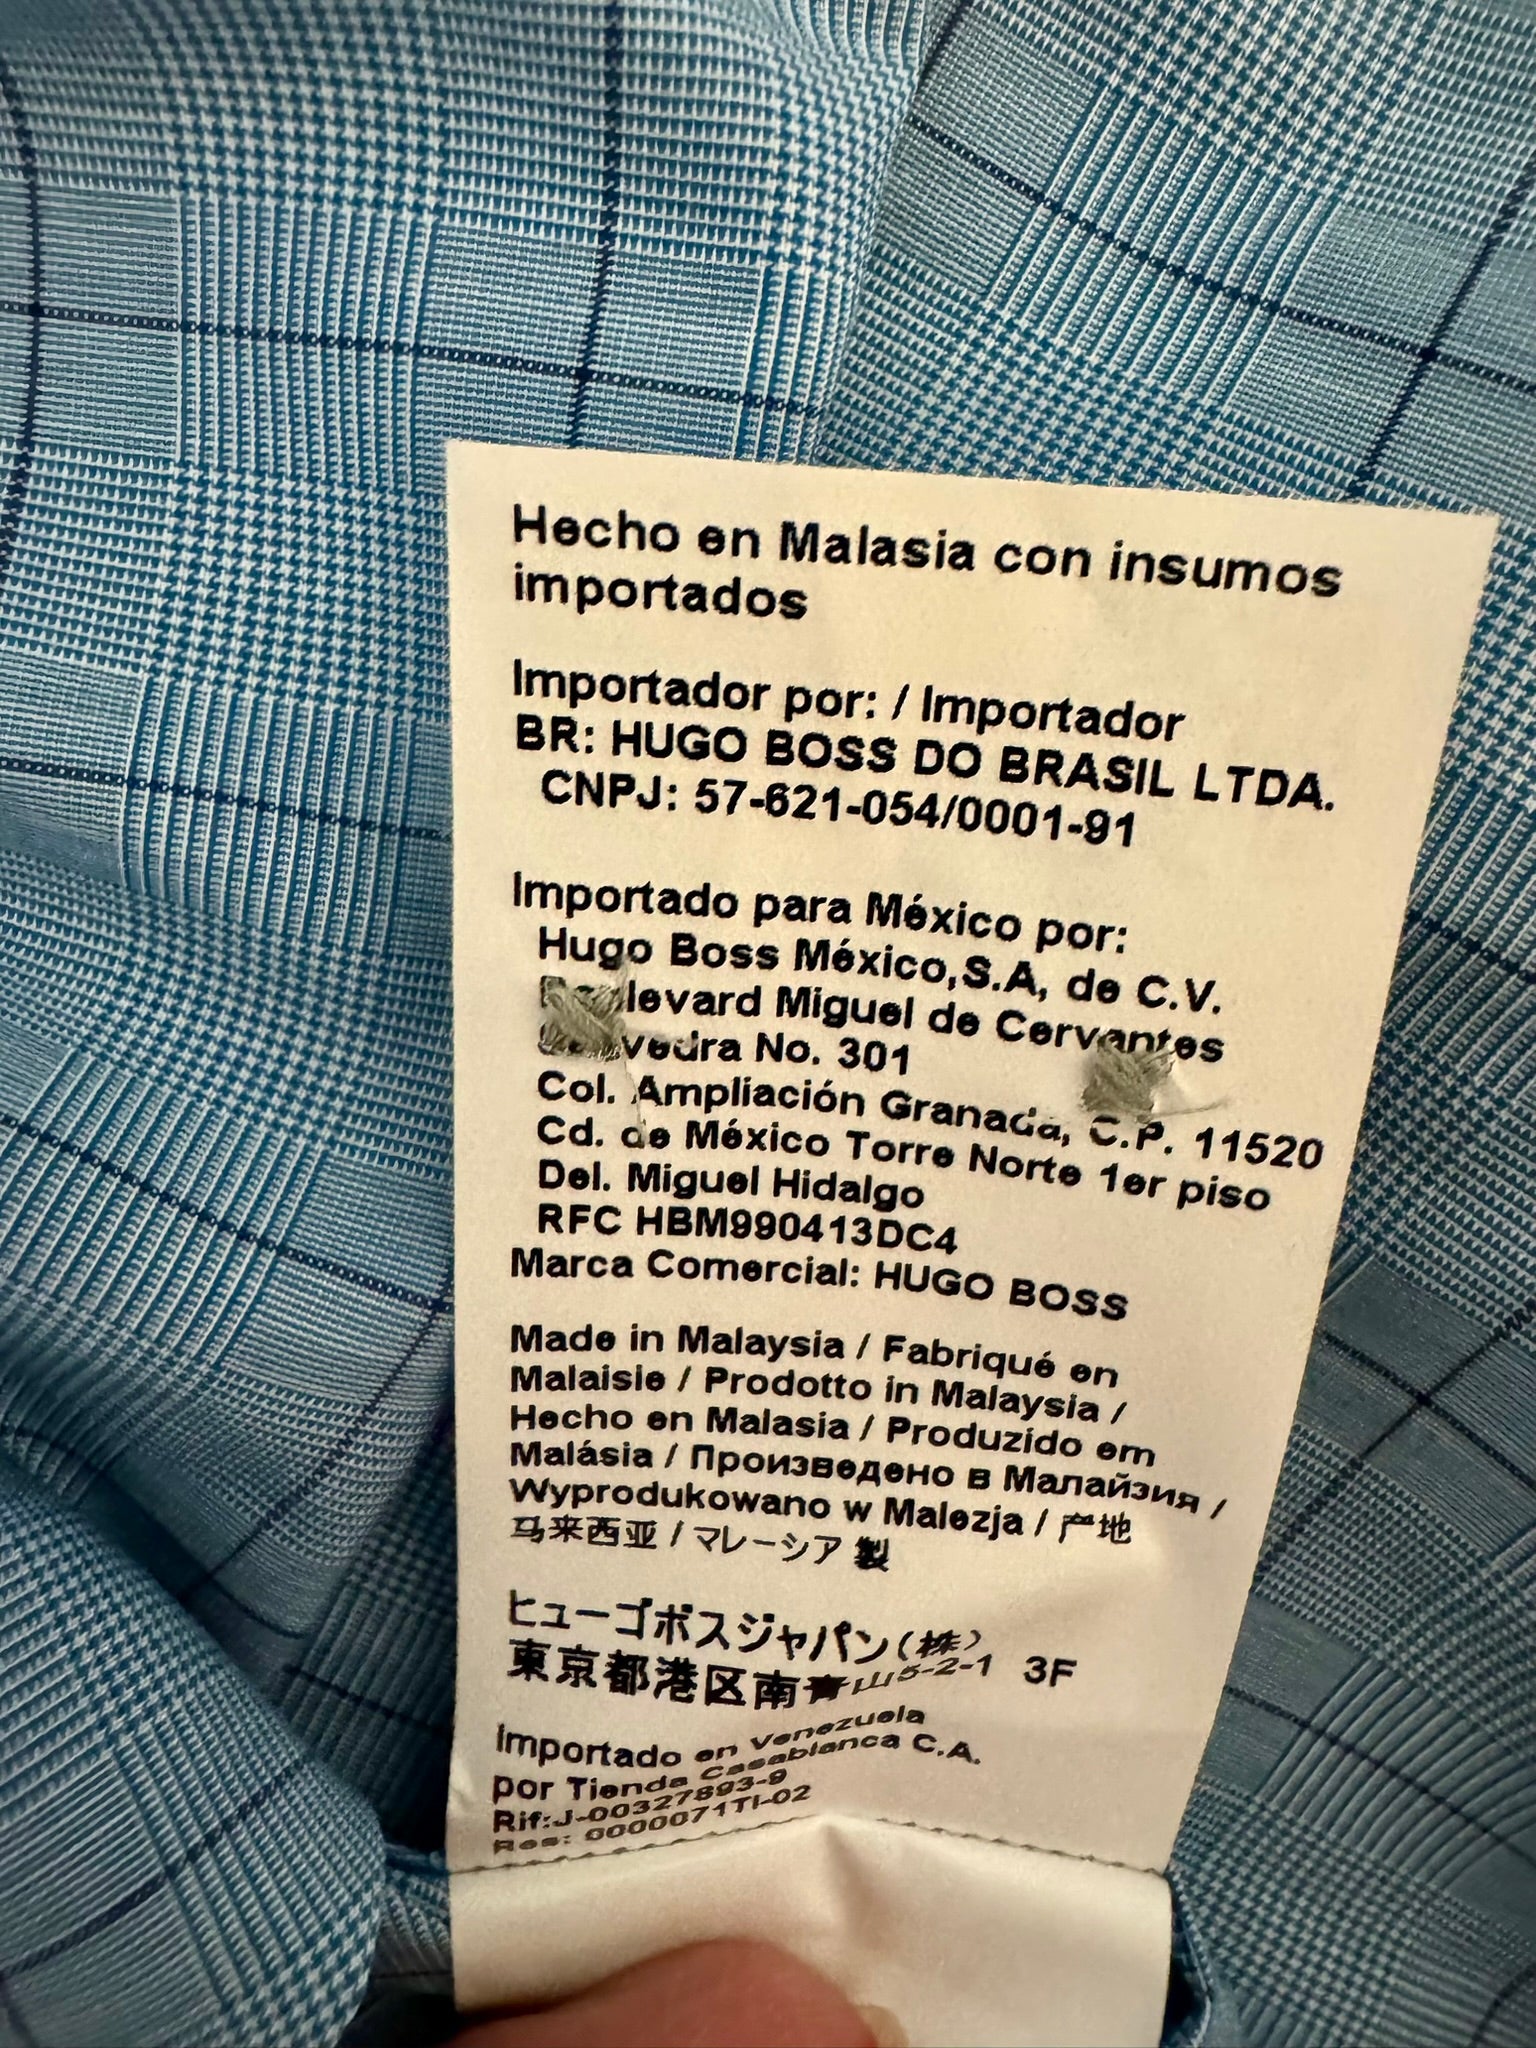 Hecho en Malasia con insumos
importados
Importador por: / Importador
BR: HUGO BOSS DO BRASIL LTDA.
CNPJ: 57-621-054/0001-91
Importado para México por:
Hugo Boss México,S.A, de C.V.
Miguel de Cervantes
No. 301
Col. Ampliación Granada, C.P. 11520
Cd. de México Torre Norte 1er piso
Del. Miguel Hidalgo
RFC HBM990413DC4
Marca Comercial: HUGO BOSS
Made in Malaysia / Fabriqué en
Malaisie / Prodotto in Malaysia /
Hecho en Malasia / Produzido em
Malásia / Произведено в Малайзия /
Wyprodukowano w Malezja / 产地
马来西亚 / マレーシア 製
ヒューゴボスジャパン(株)
東京都港区南青山5-2-1 3F
Importado en Venezuela
por Tienda Casablanca C.A.
Rif:J-00327893-9
Res: 0000071TI-02